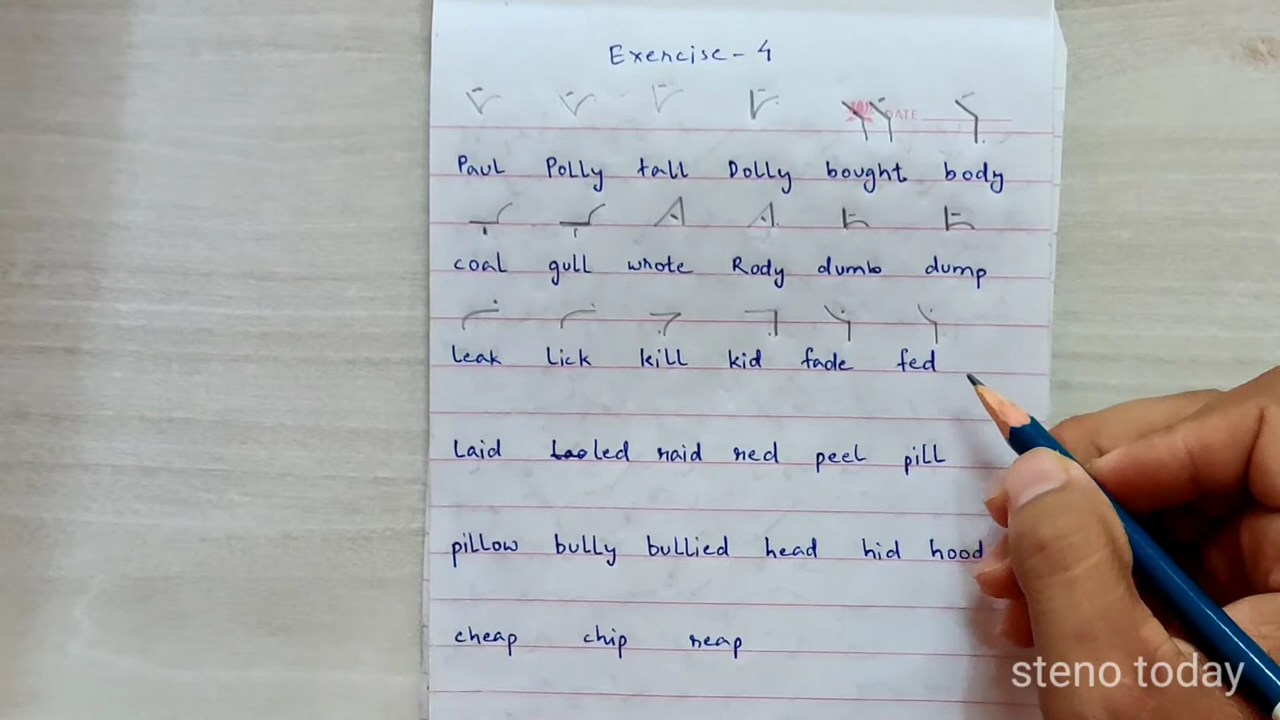 Exercise - 4
DATE
Paul Polly tall Dolly bought body
coal gull wrote Rody dumb dump
leak Lick kill kid fade fed
Laid led raid red peel pill
pillow bully bullied head hid hood
cheap chip reap
steno today